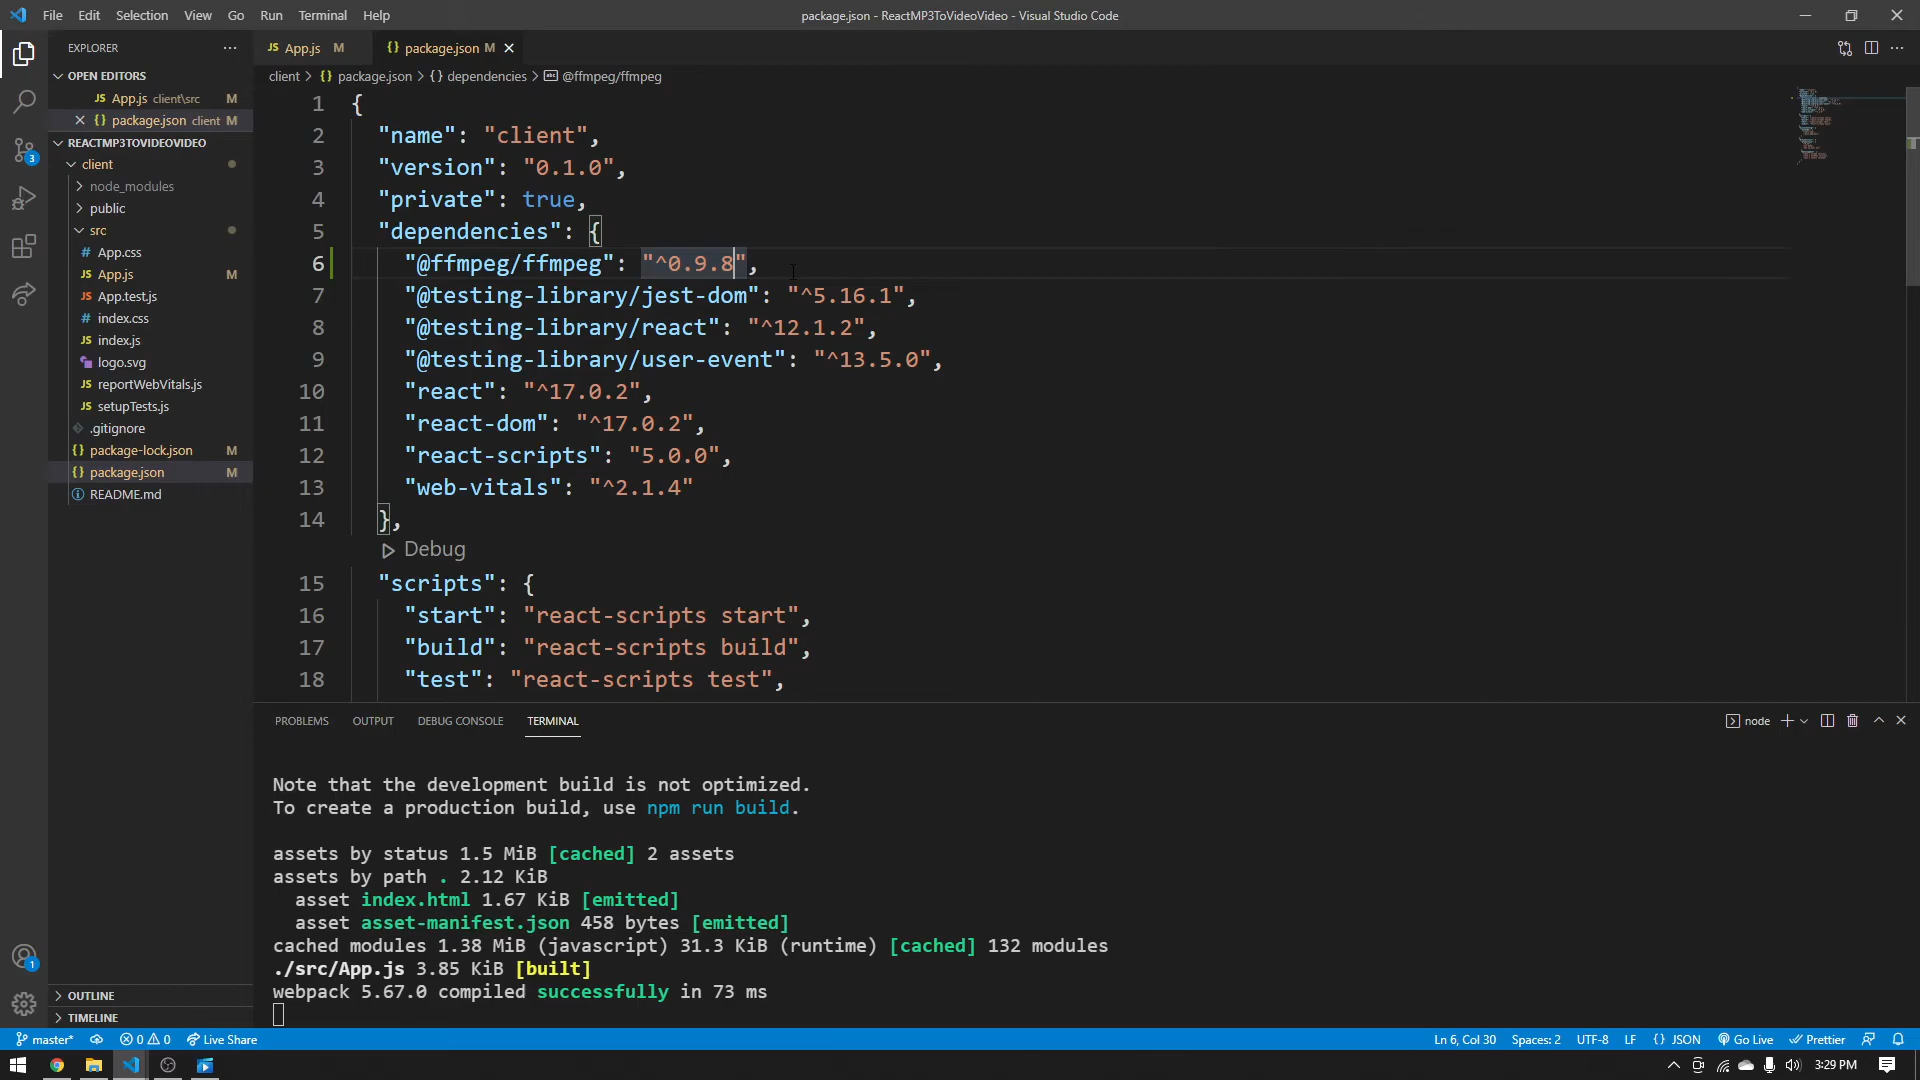 File Edit Selection View Go Run Terminal Help
package.json - ReactMP3ToVideoVideo - Visual Studio Code
EXPLORER
OPEN EDITORS
JS App.js client\src M
{} package.json client M
REACTMP3TOVIDEOVIDEO
client
node_modules
public
src
# App.css
JS App.js M
JS App.test.js
# index.css
JS index.js
logo.svg
JS reportWebVitals.js
JS setupTests.js
.gitignore
{} package-lock.json M
{} package.json M
README.md
OUTLINE
TIMELINE
3
1
JS App.js M
{} package.json M
client > {} package.json > {} dependencies > @ffmpeg/ffmpeg
1 {
2 "name": "client",
3 "version": "0.1.0",
4 "private": true,
5 "dependencies": {
6 "@ffmpeg/ffmpeg": "^0.9.8",
7 "@testing-library/jest-dom": "^5.16.1",
8 "@testing-library/react": "^12.1.2",
9 "@testing-library/user-event": "^13.5.0",
10 "react": "^17.0.2",
11 "react-dom": "^17.0.2",
12 "react-scripts": "5.0.0",
13 "web-vitals": "^2.1.4"
14 },
Debug
15 "scripts": {
16 "start": "react-scripts start",
17 "build": "react-scripts build",
18 "test": "react-scripts test",
PROBLEMS OUTPUT DEBUG CONSOLE TERMINAL
node
Note that the development build is not optimized.
To create a production build, use npm run build.
assets by status 1.5 MiB [cached] 2 assets
assets by path . 2.12 KiB
asset index.html 1.67 KiB [emitted]
asset asset-manifest.json 458 bytes [emitted]
cached modules 1.38 MiB (javascript) 31.3 KiB (runtime) [cached] 132 modules
./src/App.js 3.85 KiB [built]
webpack 5.67.0 compiled successfully in 73 ms
master* 0 0 Live Share
Ln 6, Col 30 Spaces: 2 UTF-8 LF {} JSON Go Live Prettier
3:29 PM